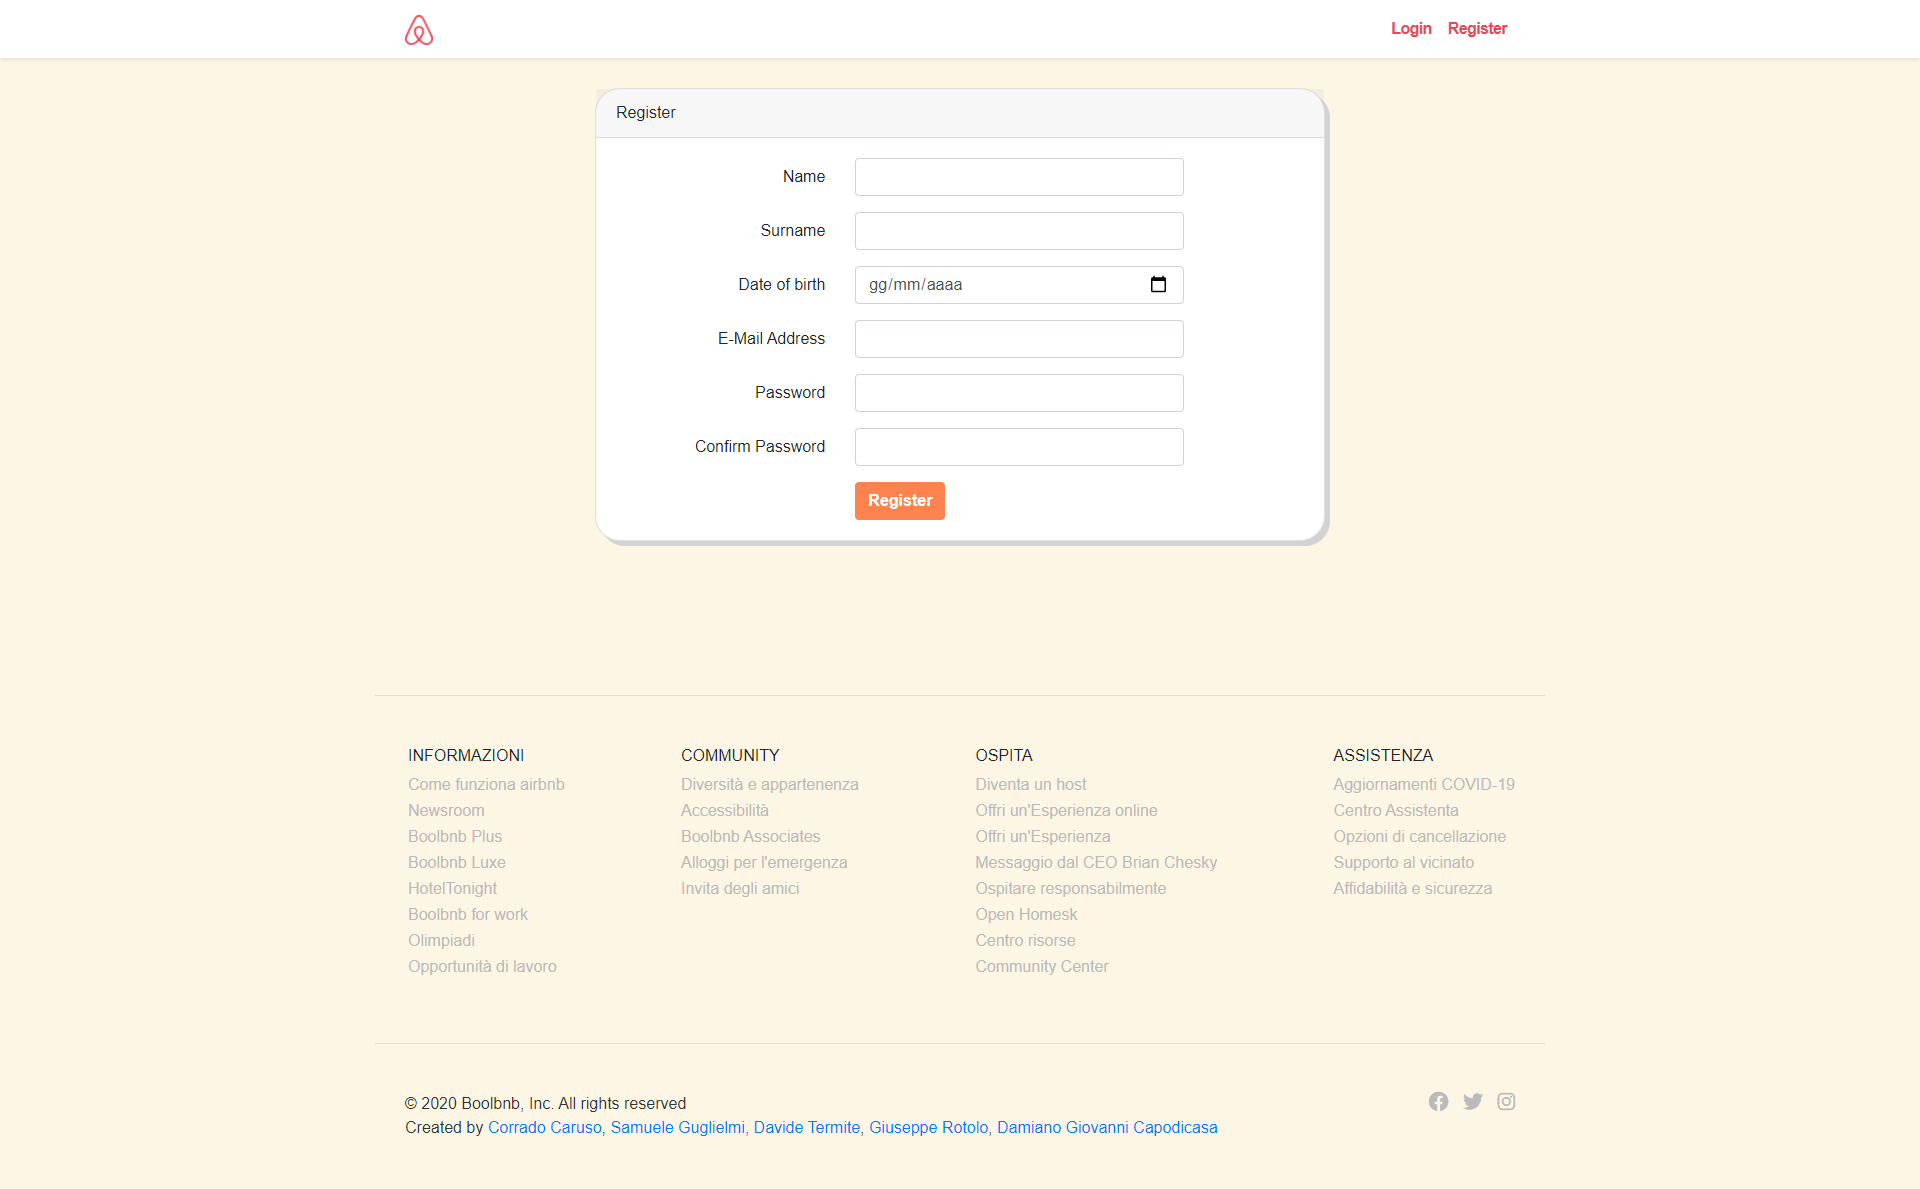 Login Register
Register
Name
Surname
Date of birth
gg/mm/aaaa
E-Mail Address
Password
Confirm Password
Register
INFORMAZIONI
Come funziona airbnb
Newsroom
Boolbnb Plus
Boolbnb Luxe
HotelTonight
Boolbnb for work
Olimpiadi
Opportunità di lavoro
COMMUNITY
Diversità e appartenenza
Accessibilità
Boolbnb Associates
Alloggi per l'emergenza
Invita degli amici
OSPITA
Diventa un host
Offri un'Esperienza online
Offri un'Esperienza
Messaggio dal CEO Brian Chesky
Ospitare responsabilmente
Open Homesk
Centro risorse
Community Center
ASSISTENZA
Aggiornamenti COVID-19
Centro Assistenta
Opzioni di cancellazione
Supporto al vicinato
Affidabilità e sicurezza
© 2020 Boolbnb, Inc. All rights reserved
Created by Corrado Caruso, Samuele Guglielmi, Davide Termite, Giuseppe Rotolo, Damiano Giovanni Capodicasa